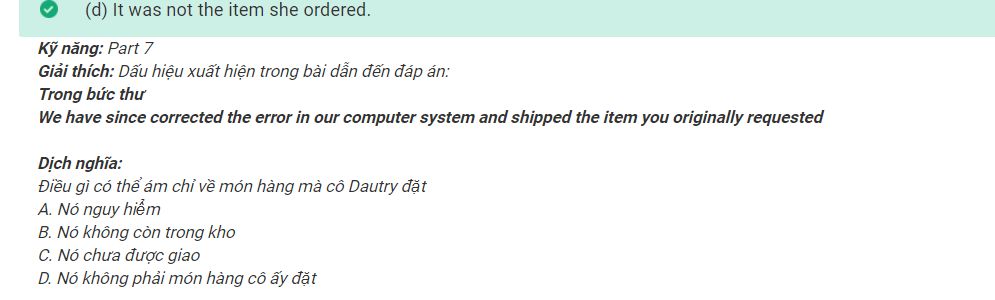 (d) It was not the item she ordered.
Kỹ năng: Part 7
Giải thích: Dấu hiệu xuất hiện trong bài dẫn đến đáp án:
Trong bức thư
We have since corrected the error in our computer system and shipped the item you originally requested
Dịch nghĩa:
Điều gì có thể ám chỉ về món hàng mà cô Dautry đặt
A. Nó nguy hiểm
B. Nó không còn trong kho
C. Nó chưa được giao
D. Nó không phải món hàng cô ấy đặt